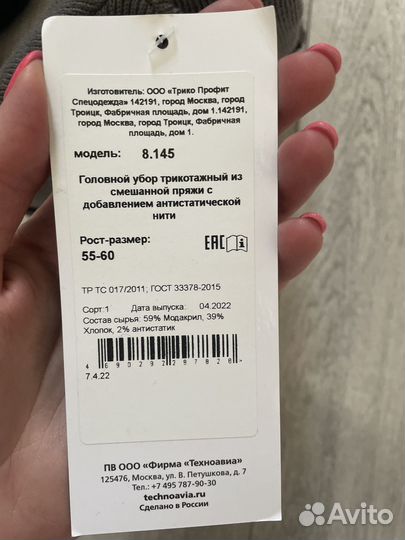 Изготовитель: ООО «Трико Профит
Спецодежда» 142191, город Москва, город
Троицк, Фабричная площадь, дом 1.142191,
город Москва, город Троицк, Фабричная
площадь, дом 1.
модель: 8.145
Головной убор трикотажный из
смешанной пряжи с
добавлением антистатической
нити
Рост-размер:
55-60
EAC i
ТР ТС 017/2011; ГОСТ 33378-2015
Сорт:1 Дата выпуска: 04.2022
Состав сырья: 59% Модакрил, 39%
Хлопок, 2% антистатик
7.4.22
ПВ ООО «Фирма «Техноавиа»
125476, Москва, ул. В. Петушкова, д. 7
Тел.: +7 495 787-90-30
technoavia.ru
Сделано в России
Avito